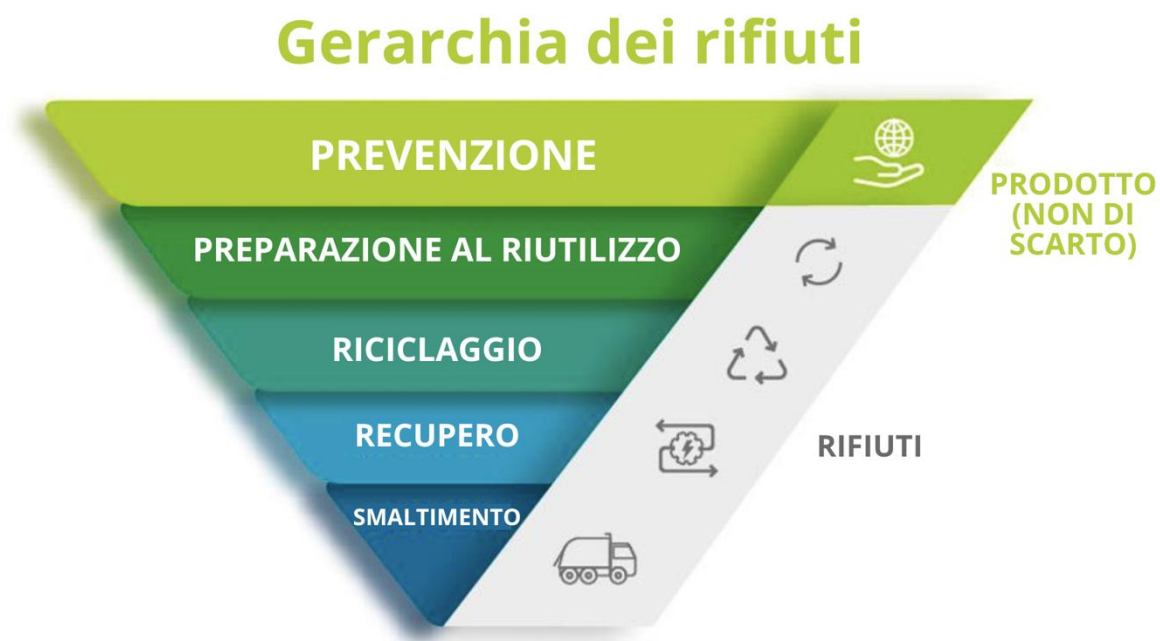 Gerarchia dei rifiuti
PREVENZIONE
PRODOTTO
(NON DI
SCARTO)
PREPARAZIONE AL RIUTILIZZO
RICICLAGGIO
RECUPERO
RIFIUTI
SMALTIMENTO